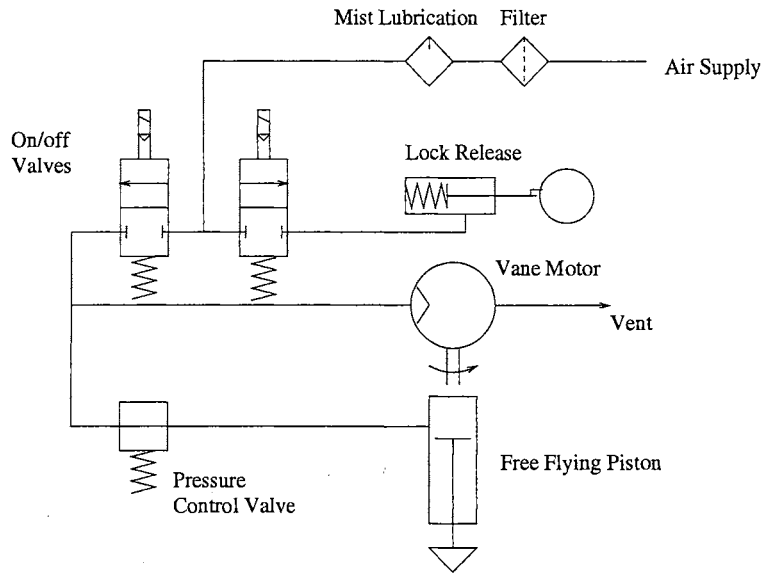 Mist Lubrication
Filter
Air Supply
On/off
Valves
Lock Release
Vane Motor
Vent
Free Flying Piston
Pressure
Control Valve